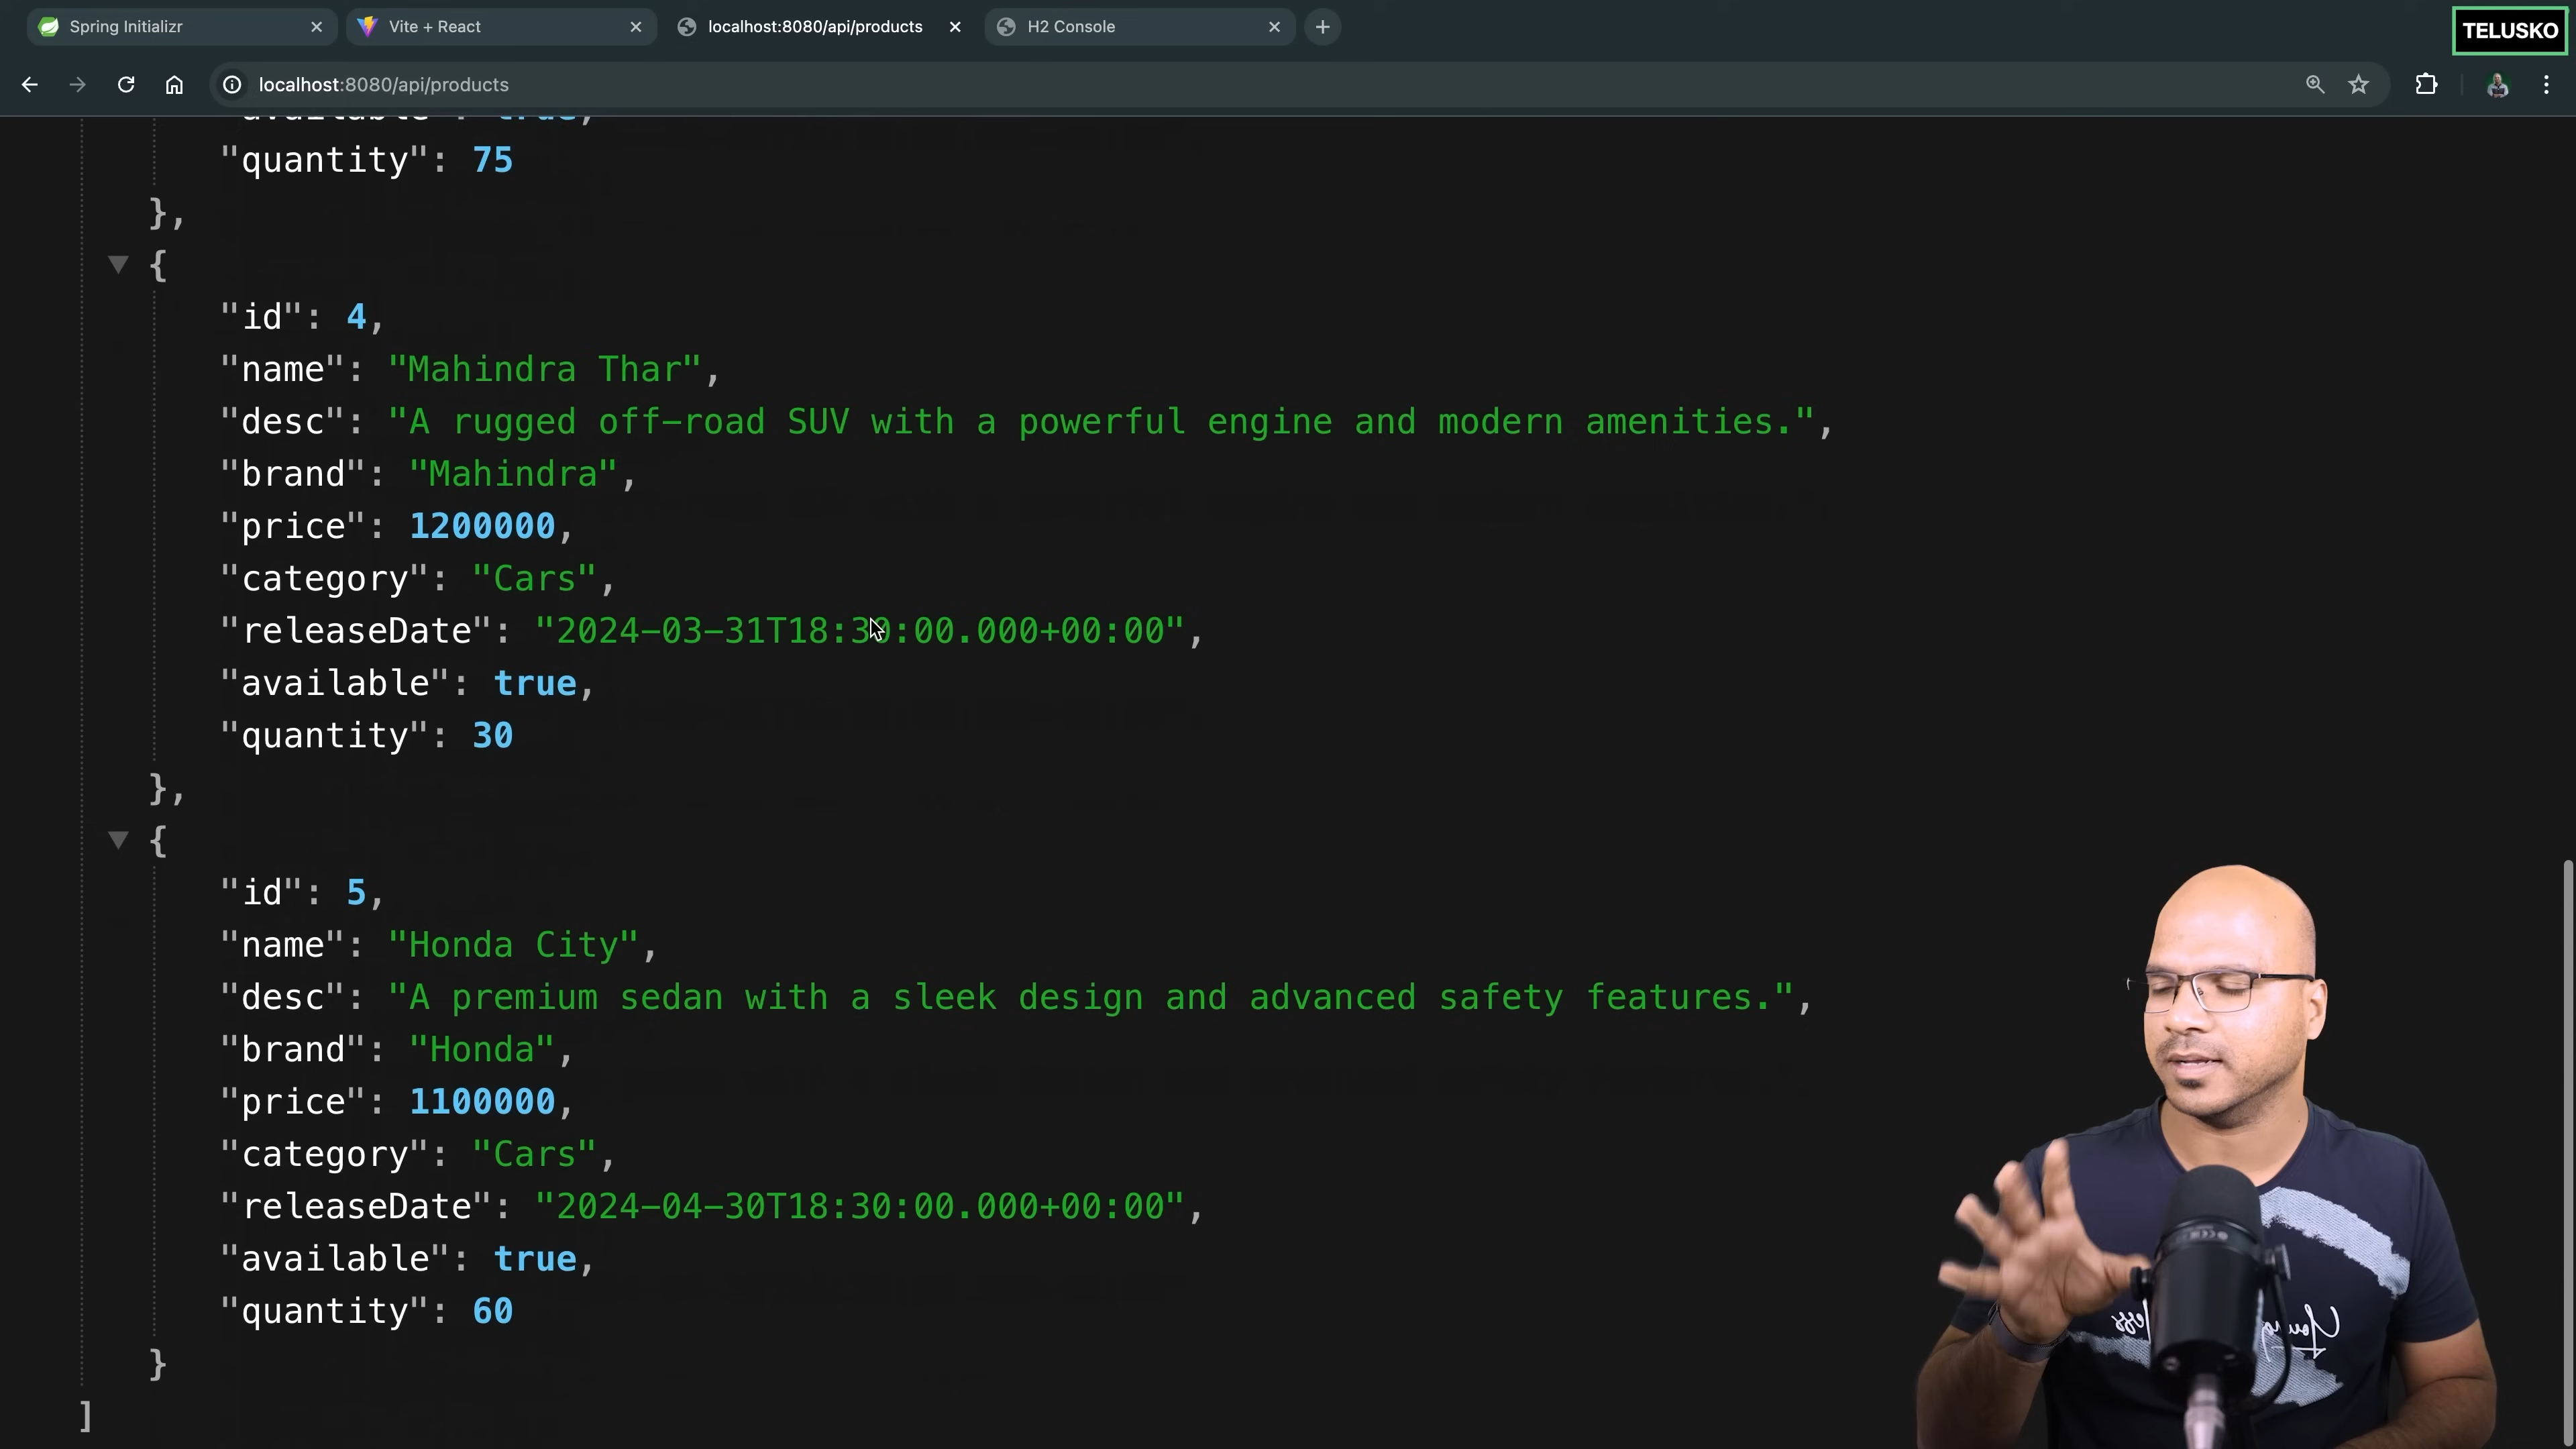 Spring Initializr
Vite + React
localhost:8080/api/products
H2 Console
TELUSKO
localhost:8080/api/products
"quantity": 75
},
{
"id": 4,
"name": "Mahindra Thar",
"desc": "A rugged off-road SUV with a powerful engine and modern amenities.",
"brand": "Mahindra",
"price": 1200000,
"category": "Cars",
"releaseDate": "2024-03-31T18:30:00.000+00:00",
"available": true,
"quantity": 30
},
{
"id": 5,
"name": "Honda City",
"desc": "A premium sedan with a sleek design and advanced safety features.",
"brand": "Honda",
"price": 1100000,
"category": "Cars",
"releaseDate": "2024-04-30T18:30:00.000+00:00",
"available": true,
"quantity": 60
}
]